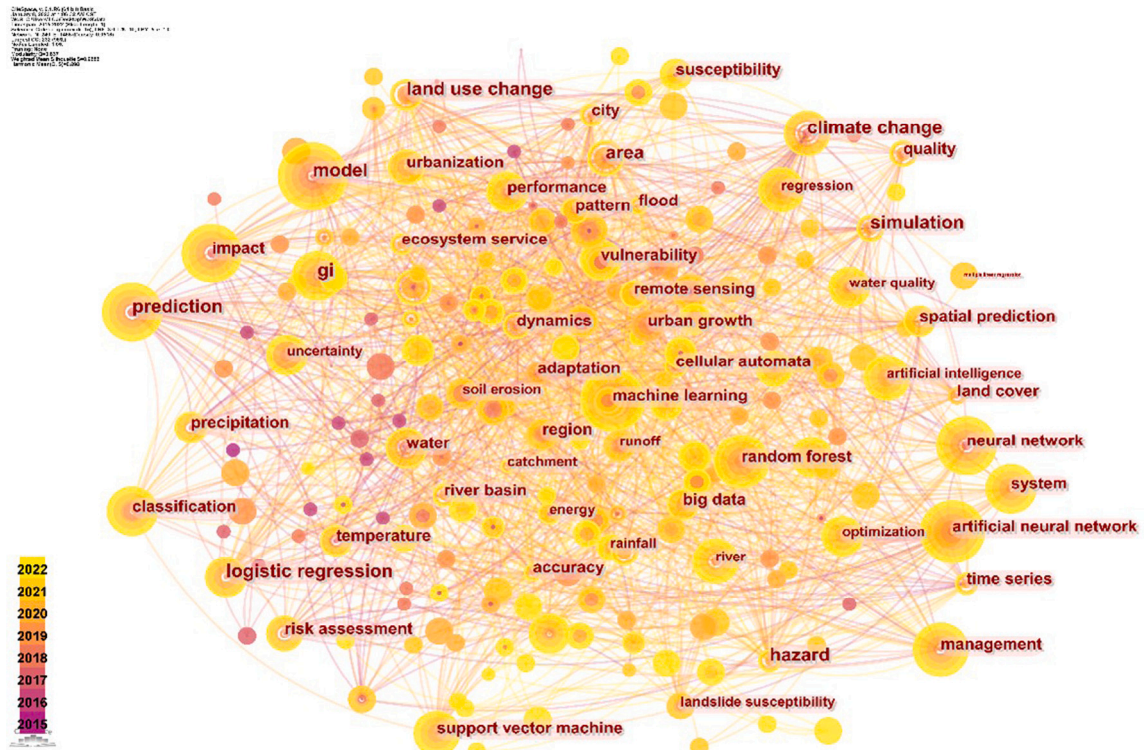 susceptibility
land use change
city
climate change
area
quality
urbanization
model
performance
regression
pattern
flood
simulation
ecosystem service
impact
vulnerability
gi
water quality
remote sensing
prediction
spatial prediction
dynamics
urban growth
uncertainty
cellular automata
adaptation
artificial intelligence
soil erosion
land cover
machine learning
precipitation
region
water
runoff
neural network
random forest
catchment
system
river basin
big data
classification
energy
artificial neural network
temperature
optimization
rainfall
river
accuracy
logistic regression
time series
risk assessment
management
hazard
landslide susceptibility
support vector machine
2022
2021
2020
2019
2018
2017
2016
2015